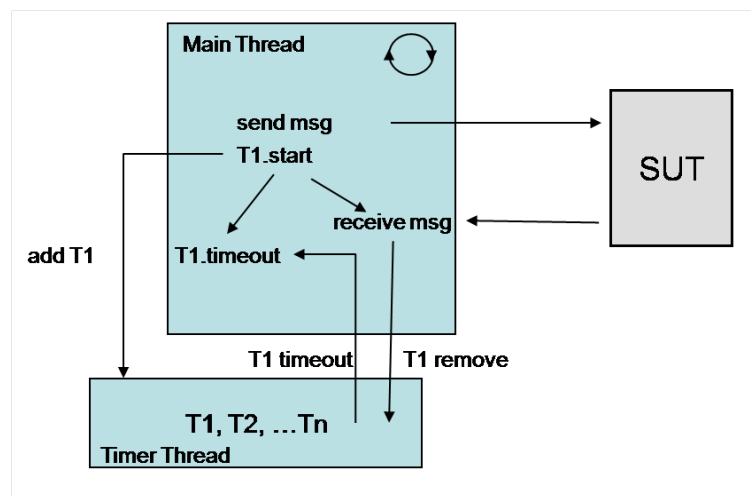 Main Thread
send msg
T1.start
SUT
receive msg
add T1
T1.timeout
T1 timeout
T1 remove
T1, T2, ...Tn
Timer Thread